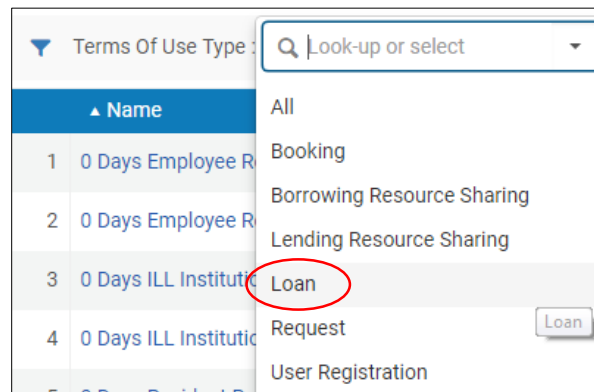 Terms Of Use Type : Look-up or select
Name
All
1 0 Days Employee R
Booking
2 0 Days Employee R
Borrowing Resource Sharing
Lending Resource Sharing
3 0 Days ILL Institutio
Loan
4 0 Days ILL Institutio
Request
Loan
User Registration